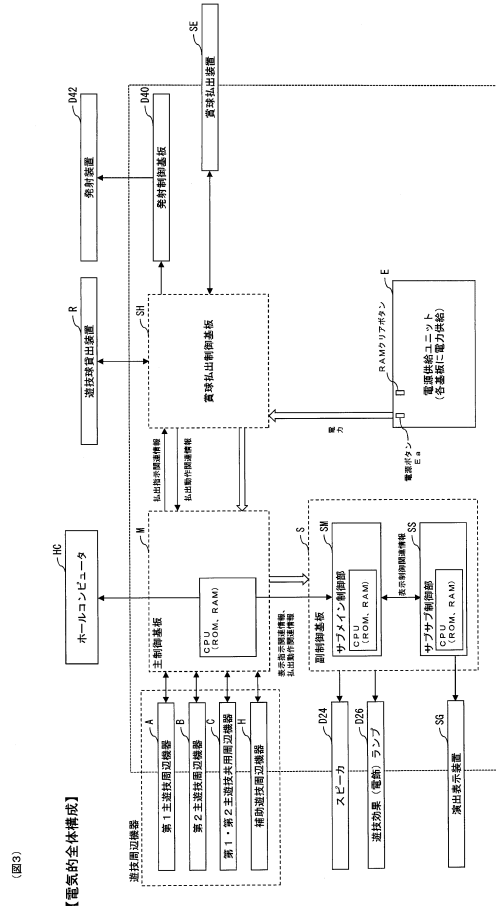 (図3)
【電気的全体構成】
HC
ホールコンピュータ
R
遊技球貸出装置
D42
発射装置
D40
発射制御基板
SE
賞球払出装置
遊技周辺機器
A
第1主遊技周辺機器
B
第2主遊技周辺機器
C
第1・第2主遊技共用周辺機器
H
補助遊技周辺機器
M
主制御基板
CPU
(ROM、RAM)
払出指示関連情報
払出動作関連情報
SH
賞球払出制御基板
表示指示関連情報、
払出動作関連情報
電力
S
副制御基板
SM
サブメイン制御部
CPU
(ROM、RAM)
表示制御関連情報
SS
サブサブ制御部
CPU
(ROM、RAM)
D24
スピーカ
D26
遊技効果(電飾)ランプ
SG
演出表示装置
E
RAMクリアボタン
電源ボタン
Ea
電源供給ユニット
(各基板に電力供給)